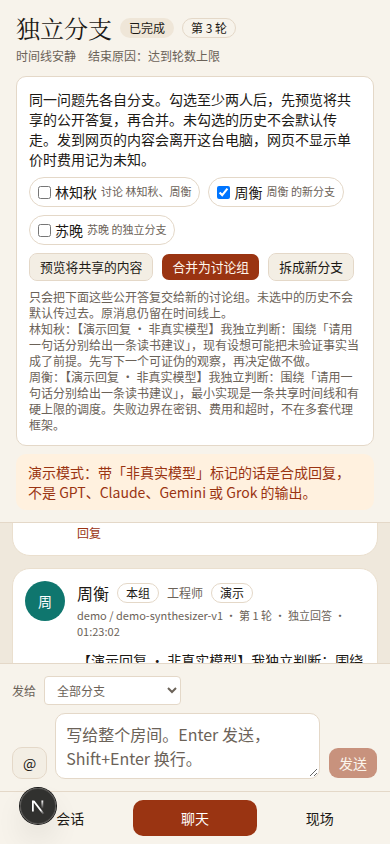 独立分支 已完成 第 3 轮
时间线安静 结束原因：达到轮数上限
同一问题先各自分支。勾选至少两人后，先预览将共
享的公开答复，再合并。未勾选的历史不会默认传
走。发到网页的内容会离开这台电脑，网页不显示单
价时费用记为未知。
林知秋 讨论 林知秋、周衡 周衡 周衡 的新分支
苏晚 苏晚 的独立分支
预览将共享的内容 合并为讨论组 拆成新分支
只会把下面这些公开答复交给新的讨论组。未选中的历史不会
默认传过去。原消息仍留在时间线上。
林知秋：【演示回复 · 非真实模型】我独立判断：围绕「请用
一句话分别给出一条读书建议」，现有设想可能把未验证事实当
成了前提。先写下一个可证伪的观察，再决定做不做。
周衡：【演示回复 · 非真实模型】我独立判断：围绕「请用一
句话分别给出一条读书建议」，最小实现是一条共享时间线和有
硬上限的调度。失败边界在密钥、费用和超时，不在多套代理
框架。
演示模式：带「非真实模型」标记的话是合成回复，
不是 GPT、Claude、Gemini 或 Grok 的输出。
回复
周 周衡 本组 工程师 演示
demo / demo-synthesizer-v1 · 第 1 轮 · 独立回答 ·
01:23:02
【演示回复 · 非真实模型】我独立判断：围绕
发给 全部分支
写给整个房间。Enter 发送，
Shift+Enter 换行。
@ 发送
N 会话 聊天 现场